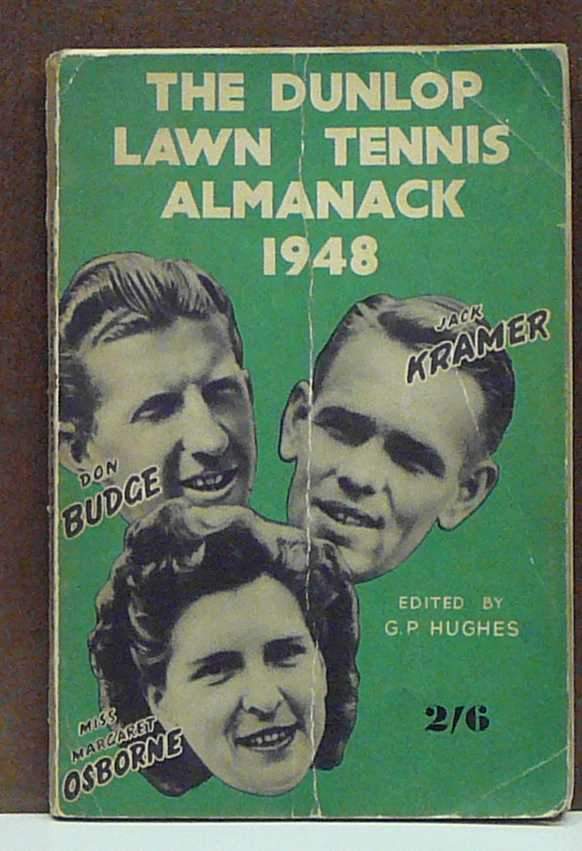 THE DUNLOP
LAWN TENNIS
ALMANACK
1948
JACK
KRAMER
DON
BUDGE
EDITED BY
G.P HUGHES
2/6
MISS
MARGARET
OSBORNE